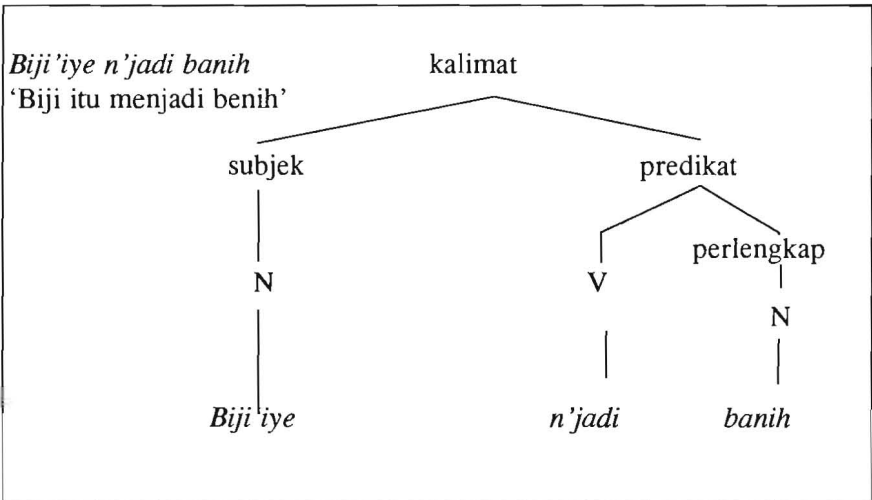 Biji'iye n'jadi banih kalimat
'Biji itu menjadi benih'
subjek predikat
perlengkap
N V
N
Biji'iye n'jadi banih